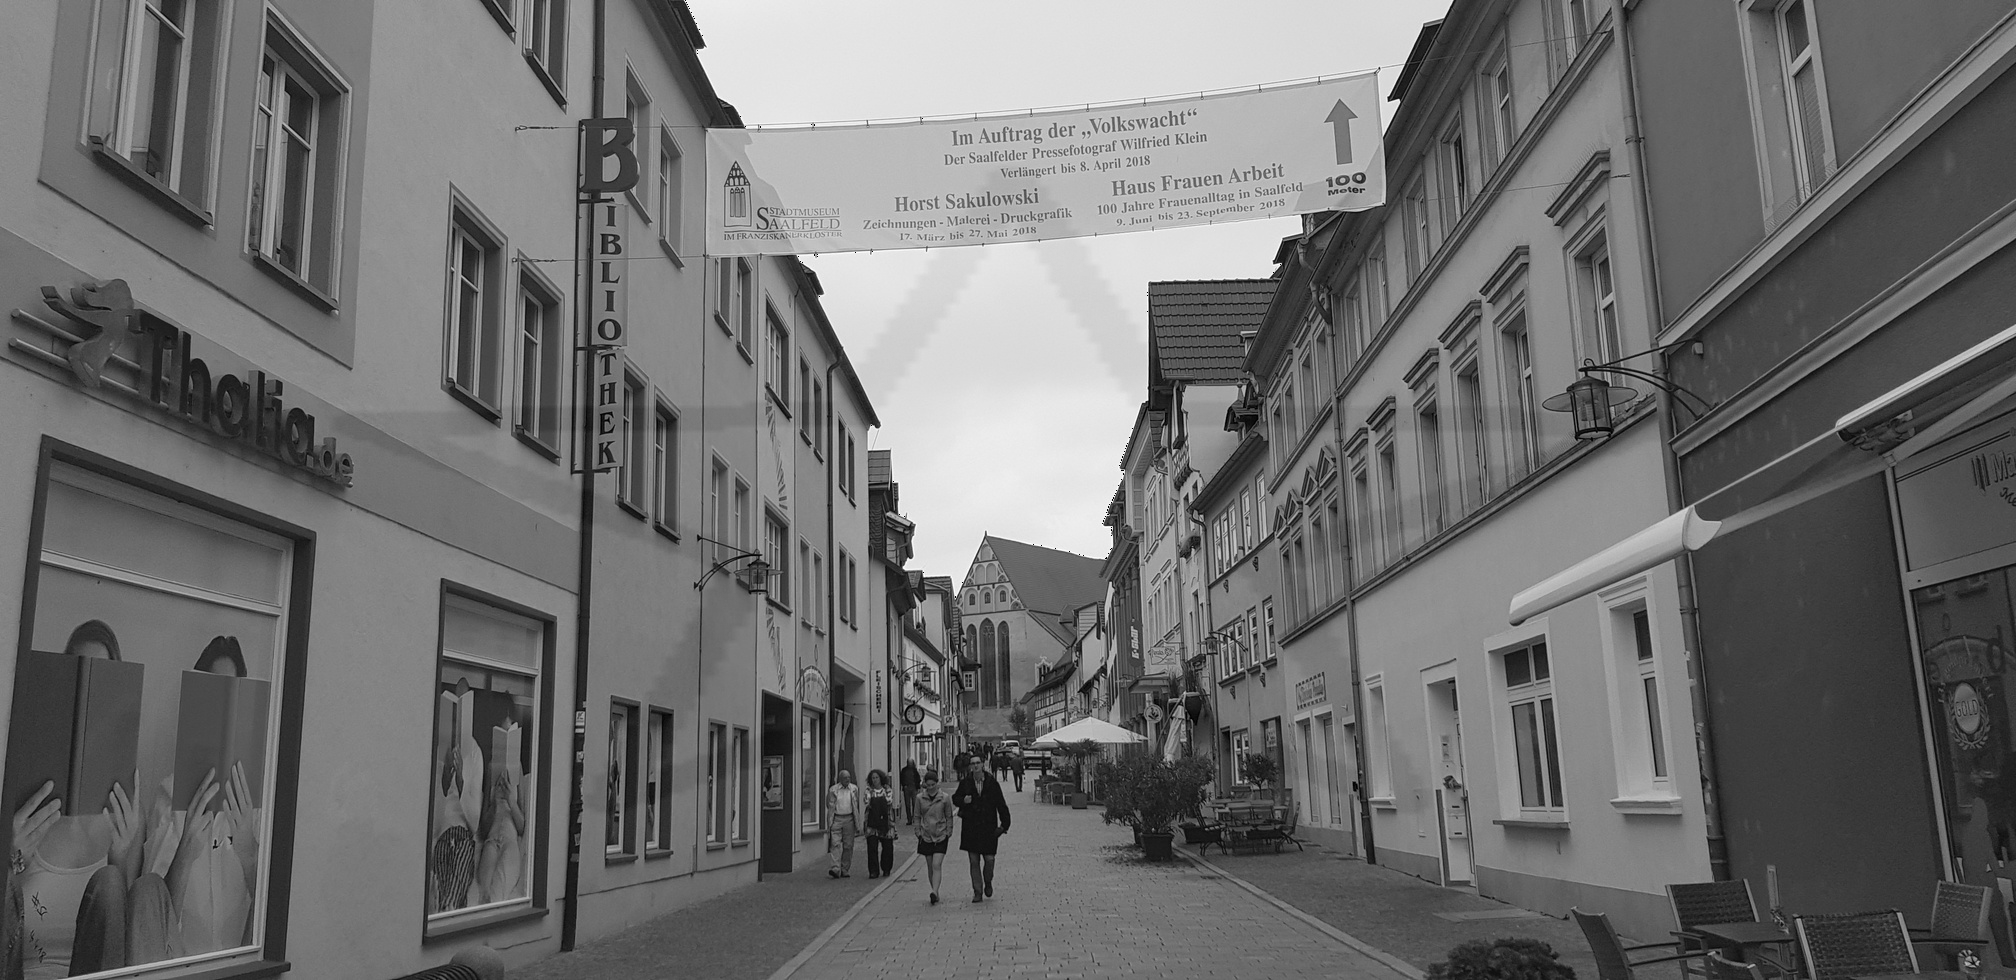 Im Auftrag der „Volkswacht“
Der Saalfelder Pressefotograf Wilfried Klein
Verlängert bis 8. April 2018
STADTMUSEUM
SAALFELD
IM FRANZISKANERKLOSTER
Horst Sakulowski
Zeichnungen - Malerei - Druckgrafik
17. März bis 27. Mai 2018
Haus Frauen Arbeit
100 Jahre Frauenalltag in Saalfeld
9. Juni bis 23. September 2018
100
Meter
BIBLIOTHEK
Thalia.de
GOLD